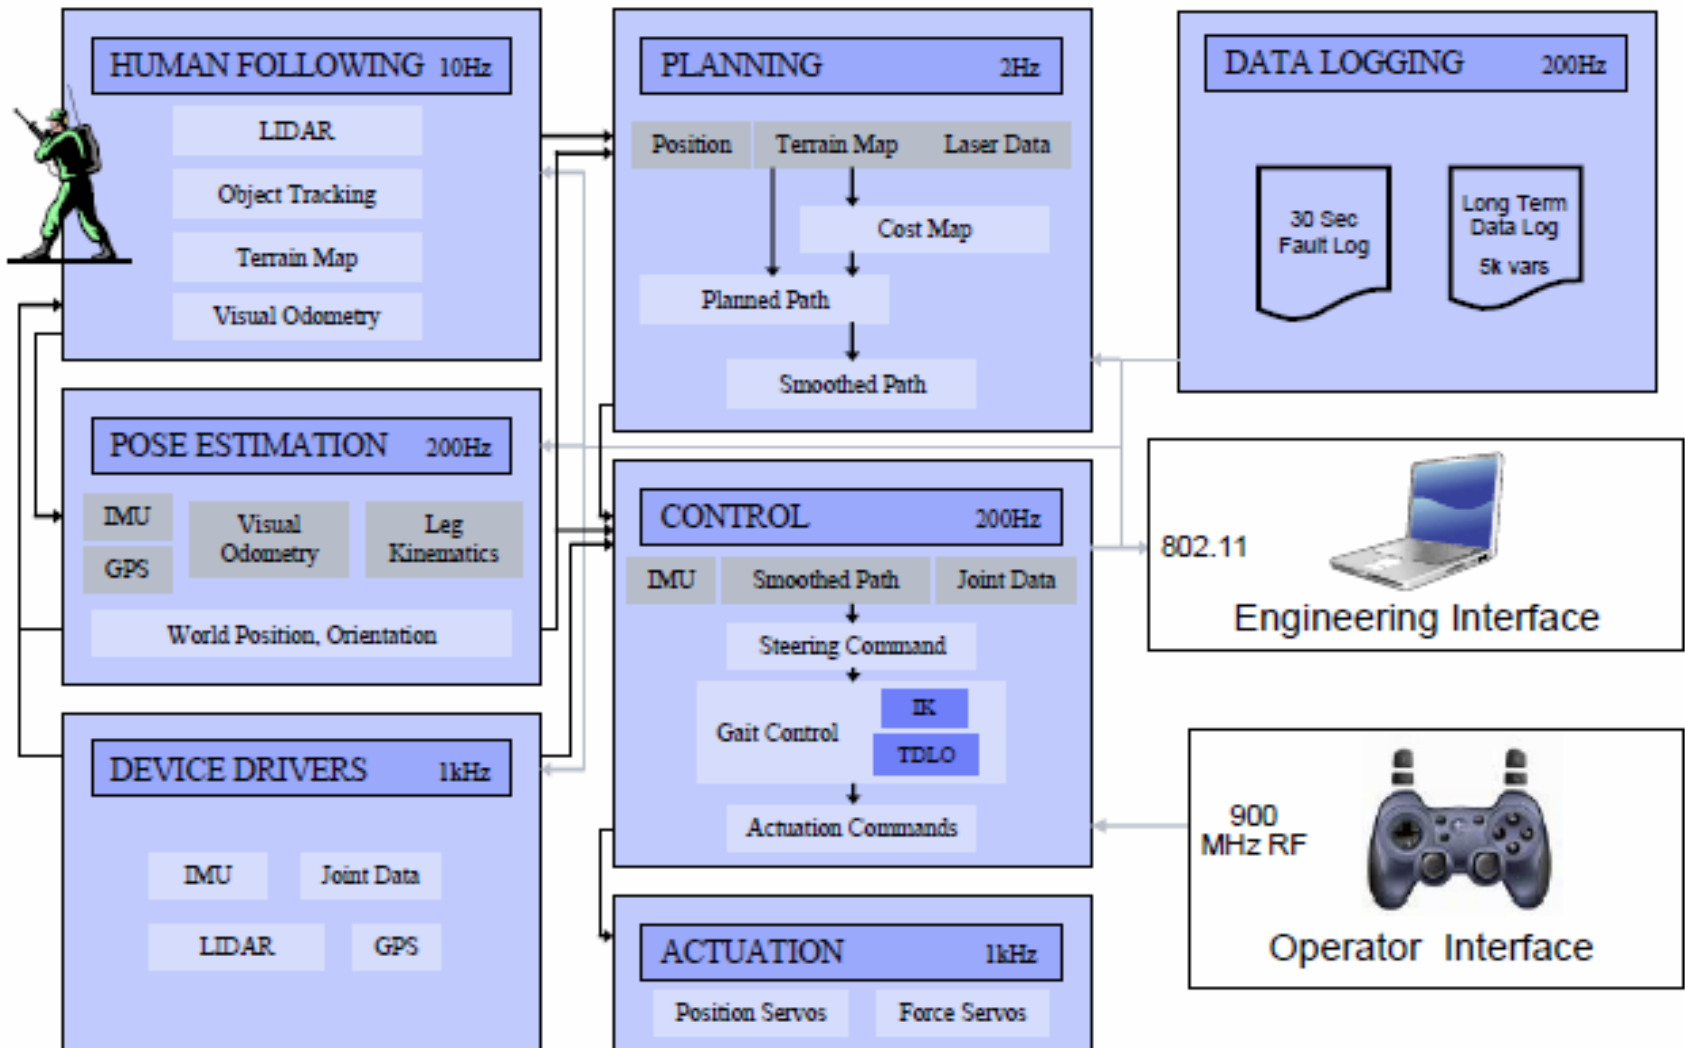 HUMAN FOLLOWING 10Hz
LIDAR
Object Tracking
Terrain Map
Visual Odometry
POSE ESTIMATION 200Hz
IMU
GPS
Visual
Odometry
Leg
Kinematics
World Position, Orientation
DEVICE DRIVERS 1kHz
IMU
Joint Data
LIDAR
GPS
PLANNING 2Hz
Position
Terrain Map
Laser Data
Cost Map
Planned Path
Smoothed Path
CONTROL 200Hz
IMU
Smoothed Path
Joint Data
Steering Command
Gait Control
IK
TDLO
Actuation Commands
ACTUATION 1kHz
Position Servos
Force Servos
DATA LOGGING 200Hz
30 Sec
Fault Log
Long Term
Data Log
5k vars
802.11
Engineering Interface
900
MHz RF
Operator Interface